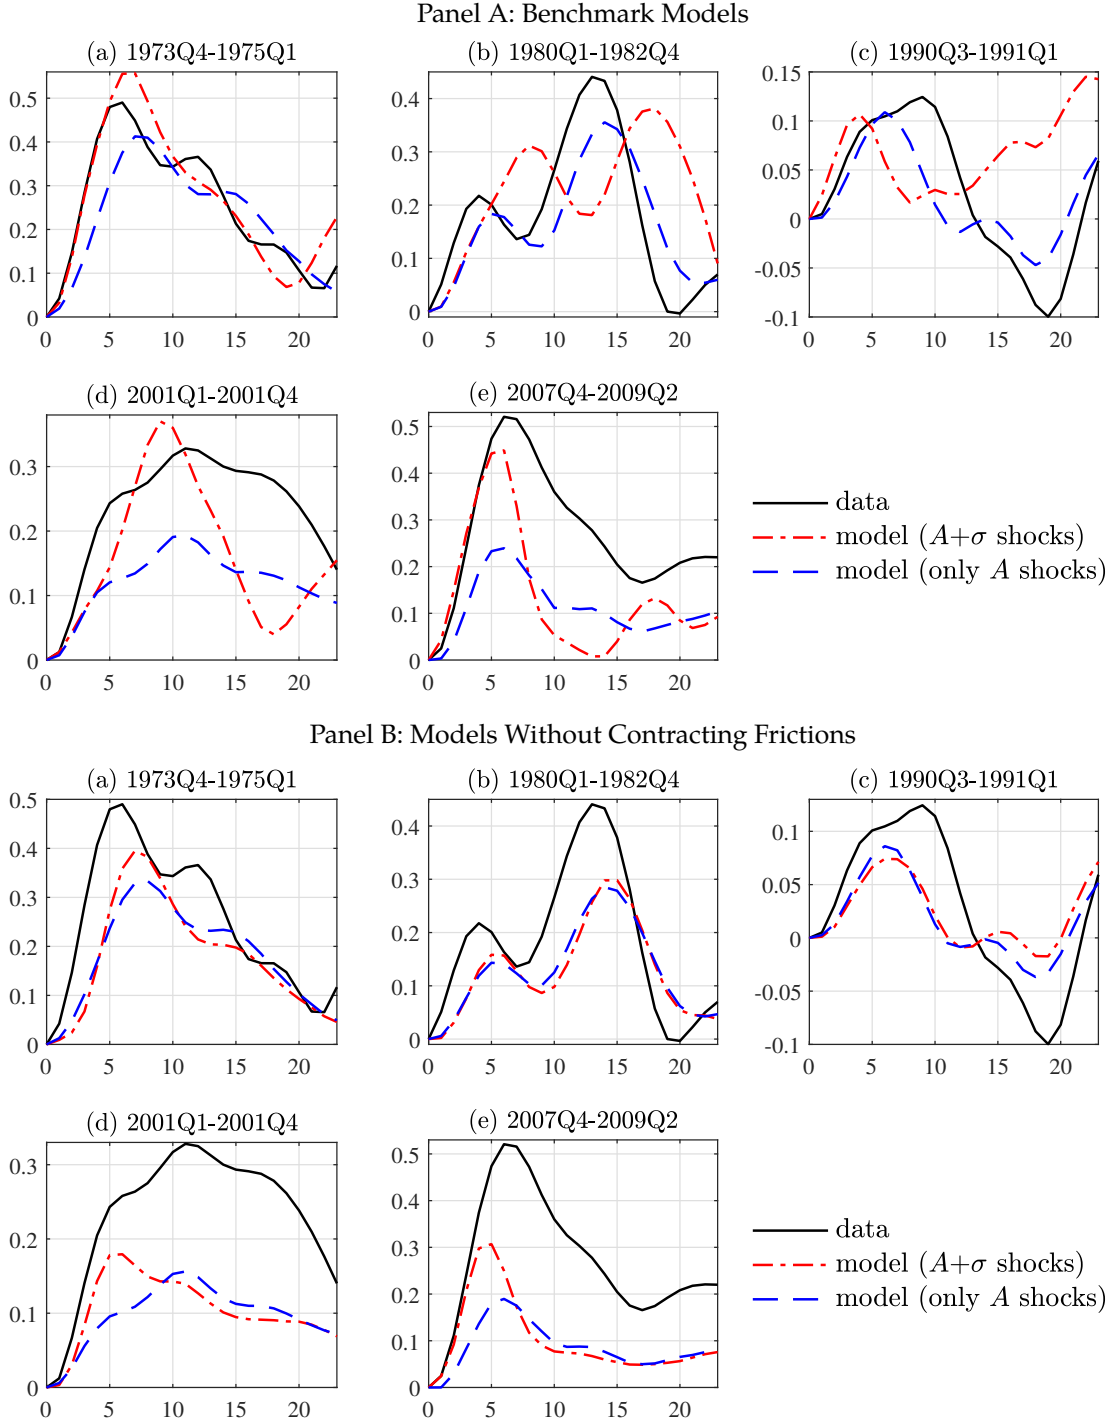 Panel A: Benchmark Models
(a) 1973Q4-1975Q1
(b) 1980Q1-1982Q4
(c) 1990Q3-1991Q1
0.5
0.4
0.3
0.2
0.1
0
0 5 10 15 20
0.4
0.3
0.2
0.1
0
0 5 10 15 20
0.15
0.1
0.05
0
-0.05
-0.1
0 5 10 15 20
(d) 2001Q1-2001Q4
(e) 2007Q4-2009Q2
0.3
0.2
0.1
0
0 5 10 15 20
0.5
0.4
0.3
0.2
0.1
0
0 5 10 15 20
data
model (A+σ shocks)
model (only A shocks)
Panel B: Models Without Contracting Frictions
(a) 1973Q4-1975Q1
(b) 1980Q1-1982Q4
(c) 1990Q3-1991Q1
0.5
0.4
0.3
0.2
0.1
0
0 5 10 15 20
0.4
0.3
0.2
0.1
0
0 5 10 15 20
0.1
0.05
0
-0.05
-0.1
0 5 10 15 20
(d) 2001Q1-2001Q4
(e) 2007Q4-2009Q2
0.3
0.2
0.1
0
0 5 10 15 20
0.5
0.4
0.3
0.2
0.1
0
0 5 10 15 20
data
model (A+σ shocks)
model (only A shocks)